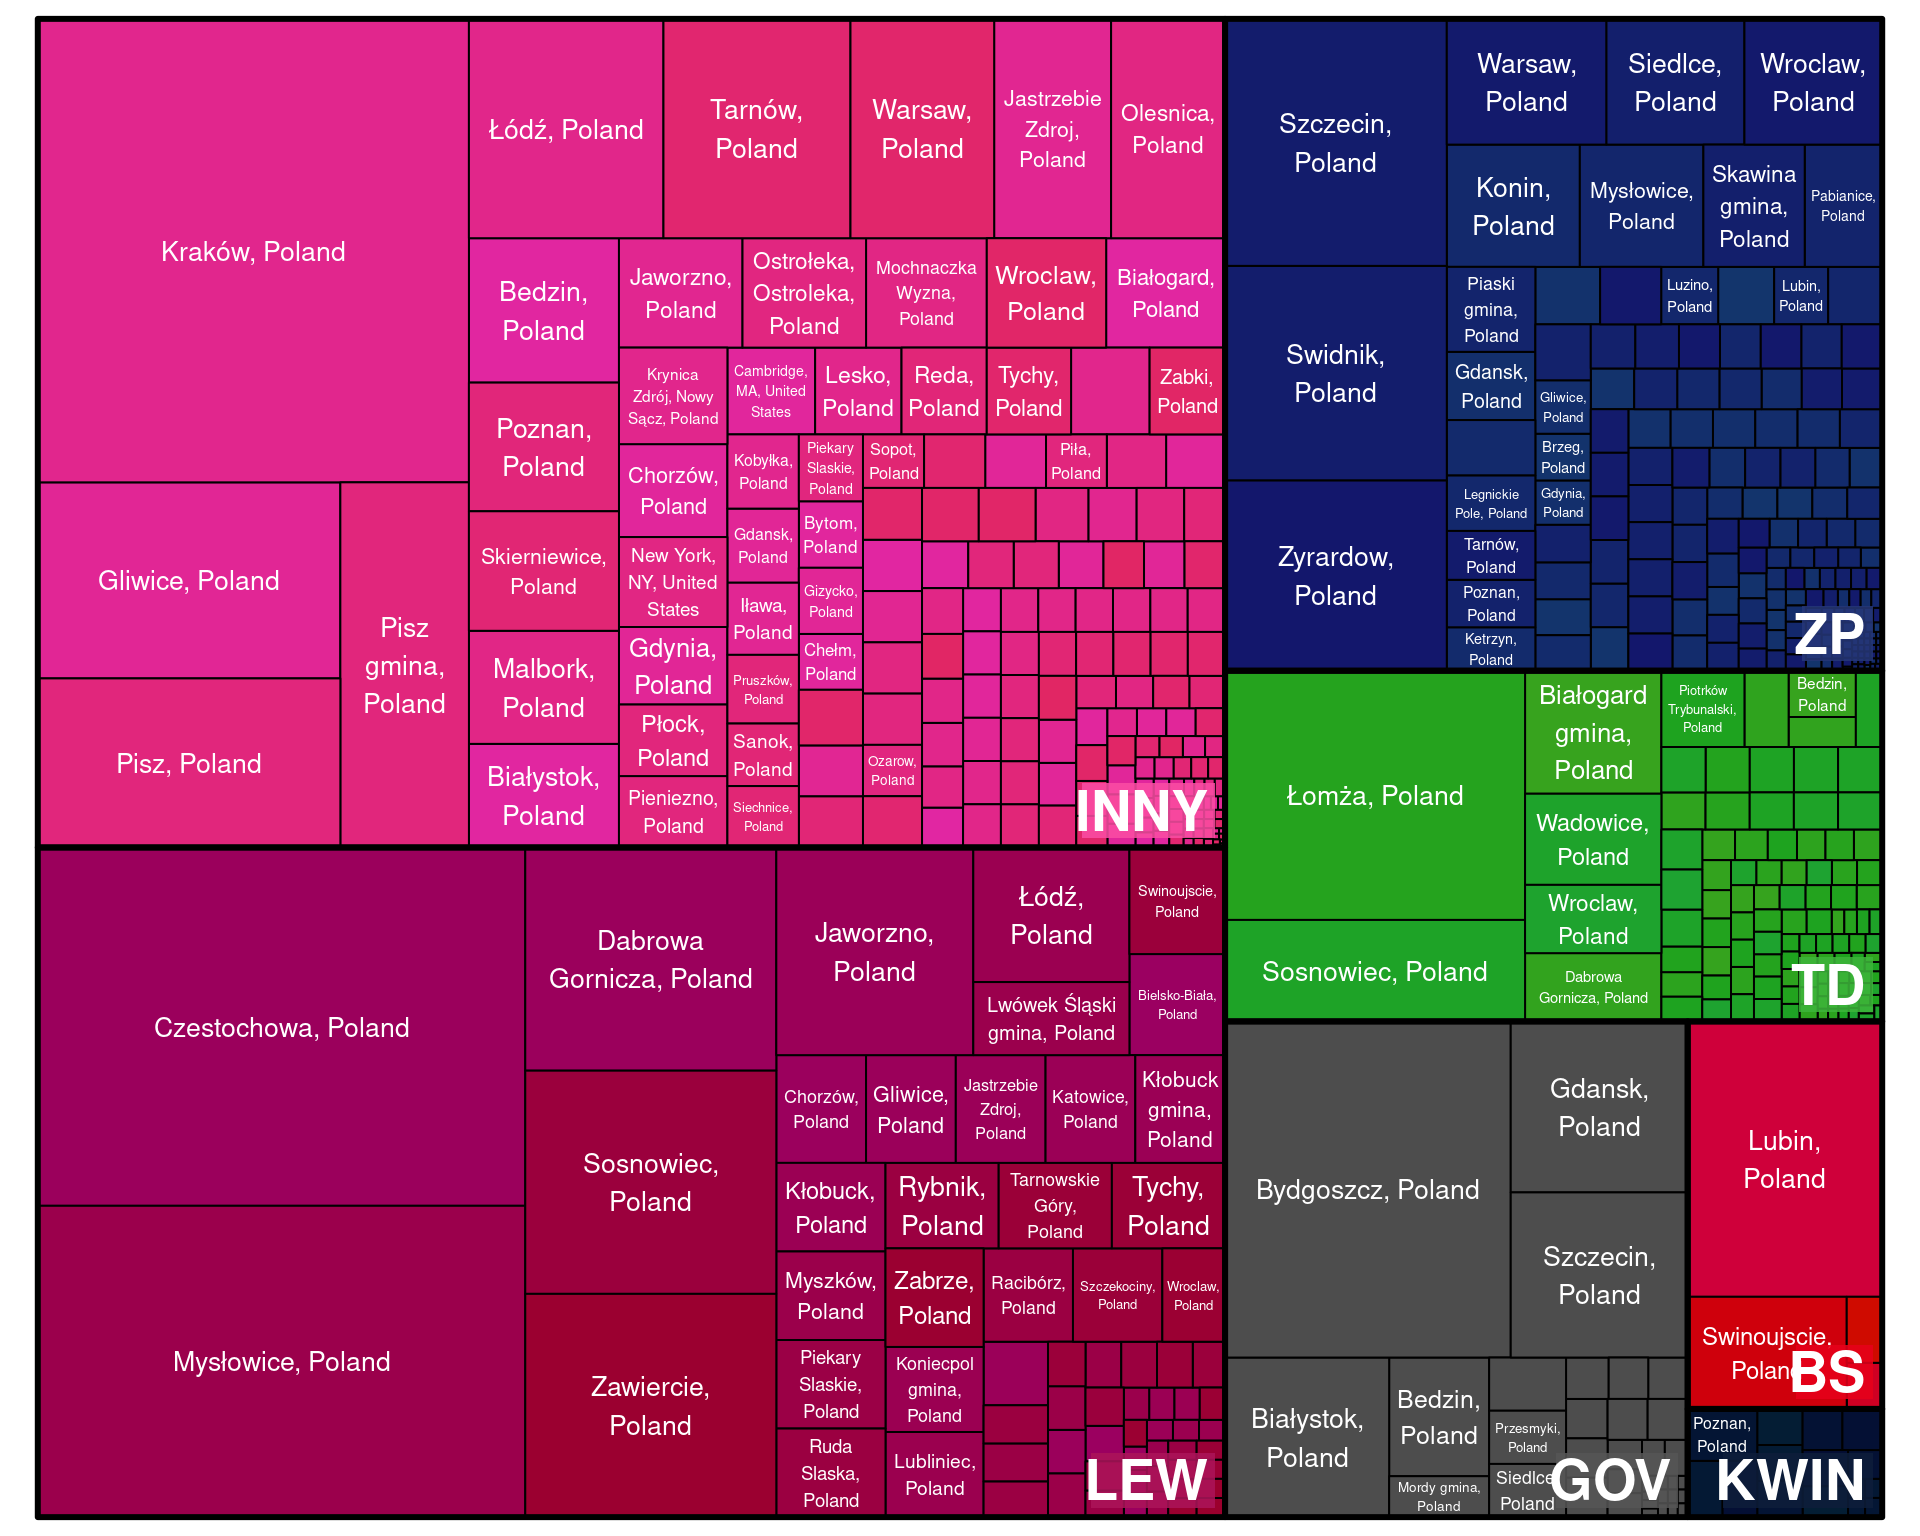 Kraków, Poland
Łódź, Poland
Tarnów,
Poland
Warsaw,
Poland
Jastrzebie
Zdroj,
Poland
Olesnica,
Poland
Bedzin,
Poland
Jaworzno,
Poland
Ostrołeka,
Ostroleka,
Poland
Mochnaczka
Wyzna,
Poland
Wroclaw,
Poland
Białogard,
Poland
Poznan,
Poland
Krynica
Zdrój, Nowy
Sącz, Poland
Cambridge,
MA, United
States
Lesko,
Poland
Reda,
Poland
Tychy,
Poland
Zabki,
Poland
Chorzów,
Poland
Kobyłka,
Poland
Piekary
Slaskie,
Poland
Sopot,
Poland
Piła,
Poland
Gliwice, Poland
Pisz
gmina,
Poland
Pisz, Poland
Skierniewice,
Poland
New York,
NY, United
States
Gdansk,
Poland
Bytom,
Poland
Gizycko,
Poland
Iława,
Poland
Malbork,
Poland
Gdynia,
Poland
Chełm,
Poland
Pruszków,
Poland
Płock,
Poland
Sanok,
Poland
Ozarow,
Poland
Białystok,
Poland
Pieniezno,
Poland
Siechnice,
Poland
INNY
Szczecin,
Poland
Warsaw,
Poland
Siedlce,
Poland
Wroclaw,
Poland
Konin,
Poland
Mysłowice,
Poland
Skawina
gmina,
Poland
Pabianice,
Poland
Swidnik,
Poland
Piaski
gmina,
Poland
Luzino,
Poland
Lubin,
Poland
Gdansk,
Poland
Gliwice,
Poland
Brzeg,
Poland
Zyrardow,
Poland
Legnickie
Pole, Poland
Gdynia,
Poland
Tarnów,
Poland
Poznan,
Poland
Ketrzyn,
Poland
ZP
Łomża, Poland
Białogard
gmina,
Poland
Piotrków
Trybunalski,
Poland
Bedzin,
Poland
Wadowice,
Poland
Wroclaw,
Poland
Sosnowiec, Poland
Dabrowa
Gornicza, Poland
TD
Czestochowa, Poland
Dabrowa
Gornicza, Poland
Jaworzno,
Poland
Łódź,
Poland
Swinoujscie,
Poland
Lwówek Śląski
gmina, Poland
Bielsko-Biała,
Poland
Chorzów,
Poland
Gliwice,
Poland
Jastrzebie
Zdroj,
Poland
Katowice,
Poland
Kłobuck
gmina,
Poland
Sosnowiec,
Poland
Kłobuck,
Poland
Rybnik,
Poland
Tarnowskie
Góry,
Poland
Tychy,
Poland
Mysłowice, Poland
Zawiercie,
Poland
Myszków,
Poland
Zabrze,
Poland
Racibórz,
Poland
Szczekociny,
Poland
Wroclaw,
Poland
Piekary
Slaskie,
Poland
Koniecpol
gmina,
Poland
Ruda
Slaska,
Poland
Lubliniec,
Poland
LEW
Bydgoszcz, Poland
Gdansk,
Poland
Szczecin,
Poland
Białystok,
Poland
Bedzin,
Poland
Przesmyki,
Poland
Mordy gmina,
Poland
Siedlce
Poland
GOV
Lubin,
Poland
Swinoujscie,
Poland
BS
Poznan,
Poland
KWIN